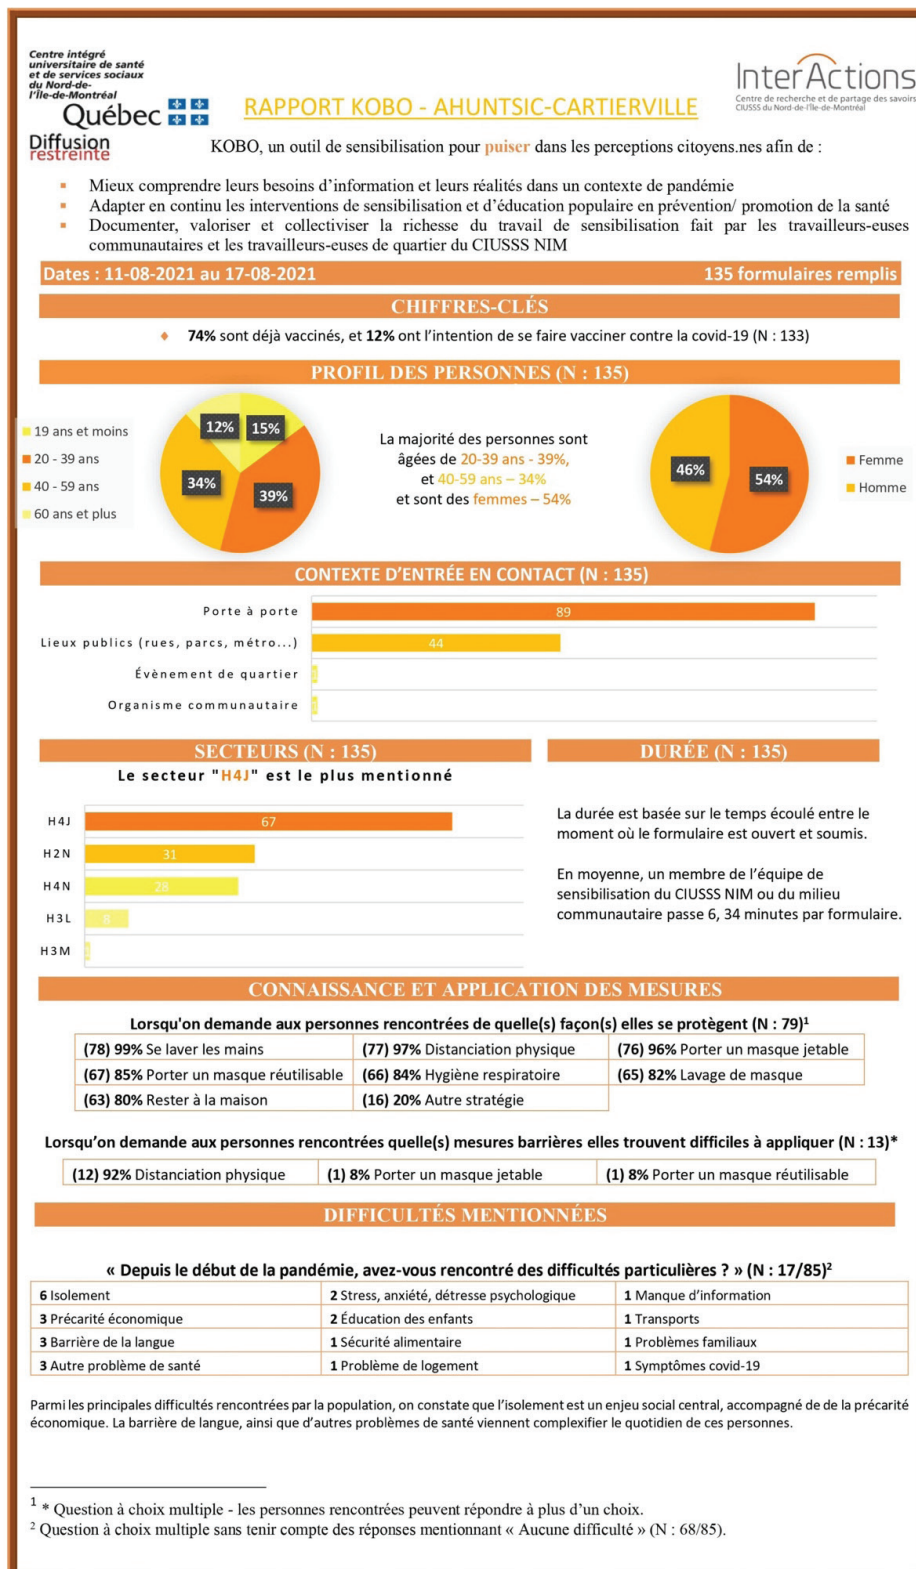 Centre intégré
universitaire de santé
et de services sociaux
du Nord-de-
l'Île-de-Montréal
Québec
Diffusion
restreinte
InterActions
Centre de recherche et de partage des savoirs
CIUSSS du Nord-de-l'Île-de-Montréal
RAPPORT KOBO - AHUNTSIC-CARTIERVILLE
KOBO, un outil de sensibilisation pour puiser dans les perceptions citoyens.nes afin de :
▪ Mieux comprendre leurs besoins d'information et leurs réalités dans un contexte de pandémie
▪ Adapter en continu les interventions de sensibilisation et d'éducation populaire en prévention/ promotion de la santé
▪ Documenter, valoriser et collectiviser la richesse du travail de sensibilisation fait par les travailleurs-euses
communautaires et les travailleurs-euses de quartier du CIUSSS NIM
Dates : 11-08-2021 au 17-08-2021 135 formulaires remplis
CHIFFRES-CLÉS
♦ 74% sont déjà vaccinés, et 12% ont l'intention de se faire vacciner contre la covid-19 (N : 133)
PROFIL DES PERSONNES (N : 135)
19 ans et moins
20 - 39 ans
40 - 59 ans
60 ans et plus
12%
15%
34%
39%
La majorité des personnes sont
âgées de 20-39 ans - 39%,
et 40-59 ans – 34%
et sont des femmes – 54%
46%
54%
Femme
Homme
CONTEXTE D'ENTRÉE EN CONTACT (N : 135)
Porte à porte 89
Lieux publics (rues, parcs, métro...) 44
Évènement de quartier
Organisme communautaire
SECTEURS (N : 135)
Le secteur "H4J" est le plus mentionné
H4J 67
H2N 31
H4N 28
H3L 8
H3M
DURÉE (N : 135)
La durée est basée sur le temps écoulé entre le
moment où le formulaire est ouvert et soumis.
En moyenne, un membre de l'équipe de
sensibilisation du CIUSSS NIM ou du milieu
communautaire passe 6, 34 minutes par formulaire.
CONNAISSANCE ET APPLICATION DES MESURES
Lorsqu'on demande aux personnes rencontrées de quelle(s) façon(s) elles se protègent (N : 79)¹
(78) 99% Se laver les mains (77) 97% Distanciation physique (76) 96% Porter un masque jetable
(67) 85% Porter un masque réutilisable (66) 84% Hygiène respiratoire (65) 82% Lavage de masque
(63) 80% Rester à la maison (16) 20% Autre stratégie
Lorsqu'on demande aux personnes rencontrées quelle(s) mesures barrières elles trouvent difficiles à appliquer (N : 13)*
(12) 92% Distanciation physique (1) 8% Porter un masque jetable (1) 8% Porter un masque réutilisable
DIFFICULTÉS MENTIONNÉES
« Depuis le début de la pandémie, avez-vous rencontré des difficultés particulières ? » (N : 17/85)²
6 Isolement 2 Stress, anxiété, détresse psychologique 1 Manque d'information
3 Précarité économique 2 Éducation des enfants 1 Transports
3 Barrière de la langue 1 Sécurité alimentaire 1 Problèmes familiaux
3 Autre problème de santé 1 Problème de logement 1 Symptômes covid-19
Parmi les principales difficultés rencontrées par la population, on constate que l'isolement est un enjeu social central, accompagné de de la précarité
économique. La barrière de langue, ainsi que d'autres problèmes de santé viennent complexifier le quotidien de ces personnes.
¹ * Question à choix multiple - les personnes rencontrées peuvent répondre à plus d'un choix.
² Question à choix multiple sans tenir compte des réponses mentionnant « Aucune difficulté » (N : 68/85).